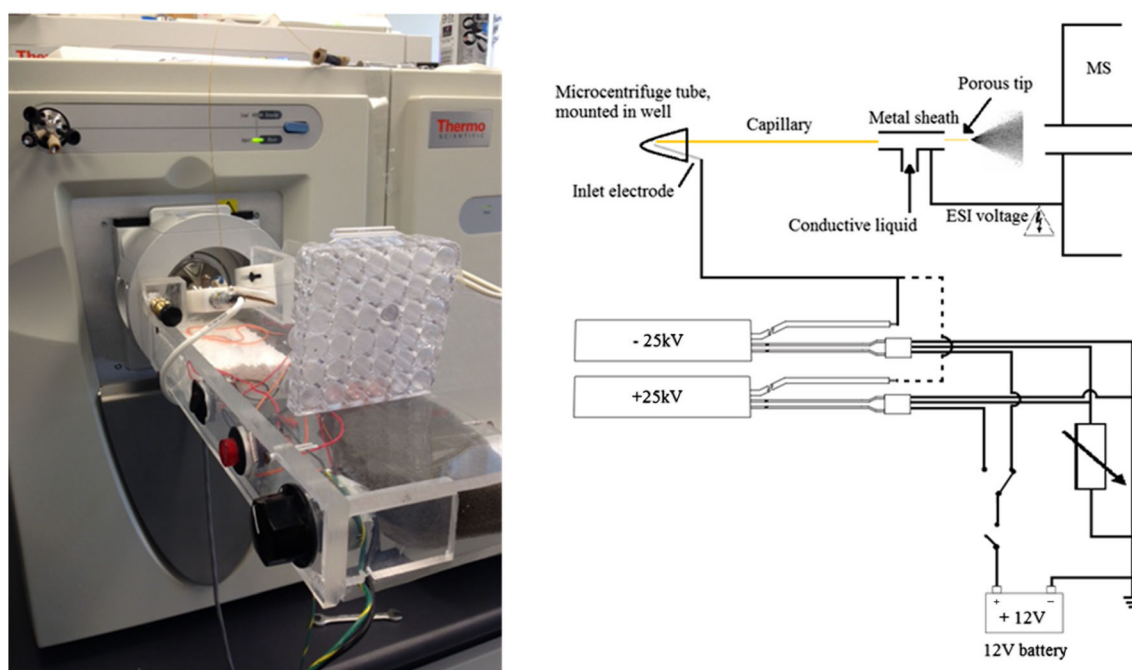 Thermo
Thermo
SCIENTIFIC
Microcentrifuge tube,
mounted in well
Capillary
Metal sheath
Porous tip
MS
Inlet electrode
Conductive liquid
ESI voltage
- 25kV
+25kV
+ -
+ 12V
12V battery